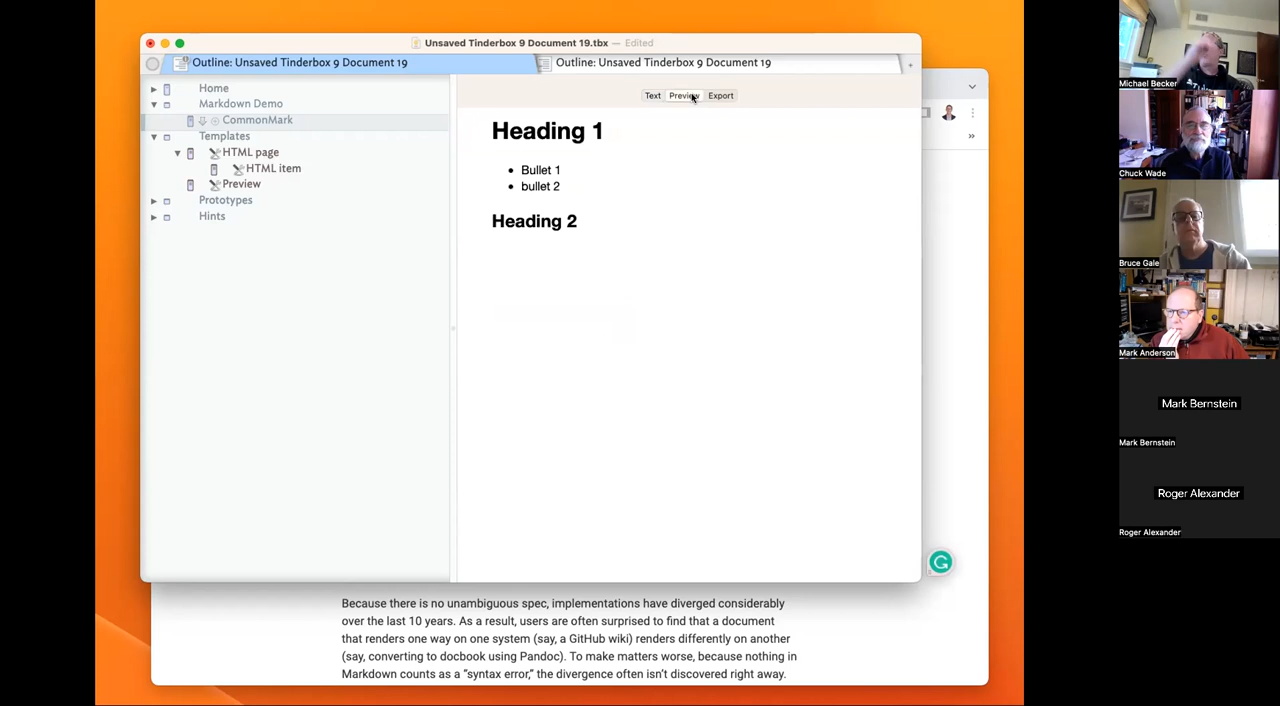 Unsaved Tinderbox 9 Document 19.tbx — Edited
Outline: Unsaved Tinderbox 9 Document 19
Outline: Unsaved Tinderbox 9 Document 19
+
Home
Markdown Demo
CommonMark
Templates
HTML page
HTML item
Preview
Prototypes
Hints
Text Preview Export
Heading 1
• Bullet 1
• bullet 2
Heading 2
»
G
Because there is no unambiguous spec, implementations have diverged considerably
over the last 10 years. As a result, users are often surprised to find that a document
that renders one way on one system (say, a GitHub wiki) renders differently on another
(say, converting to docbook using Pandoc). To make matters worse, because nothing in
Markdown counts as a “syntax error,” the divergence often isn’t discovered right away.
Michael Becker
Chuck Wade
Bruce Gale
Mark Anderson
Mark Bernstein
Mark Bernstein
Roger Alexander
Roger Alexander